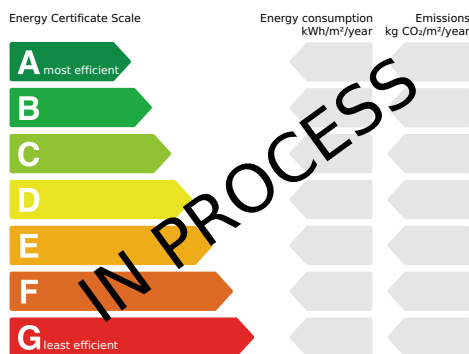 Energy Certificate Scale
Energy consumption
kWh/m²/year
Emissions
kg CO₂/m²/year
A most efficient
B
C
D
E
F
G least efficient
IN PROCESS